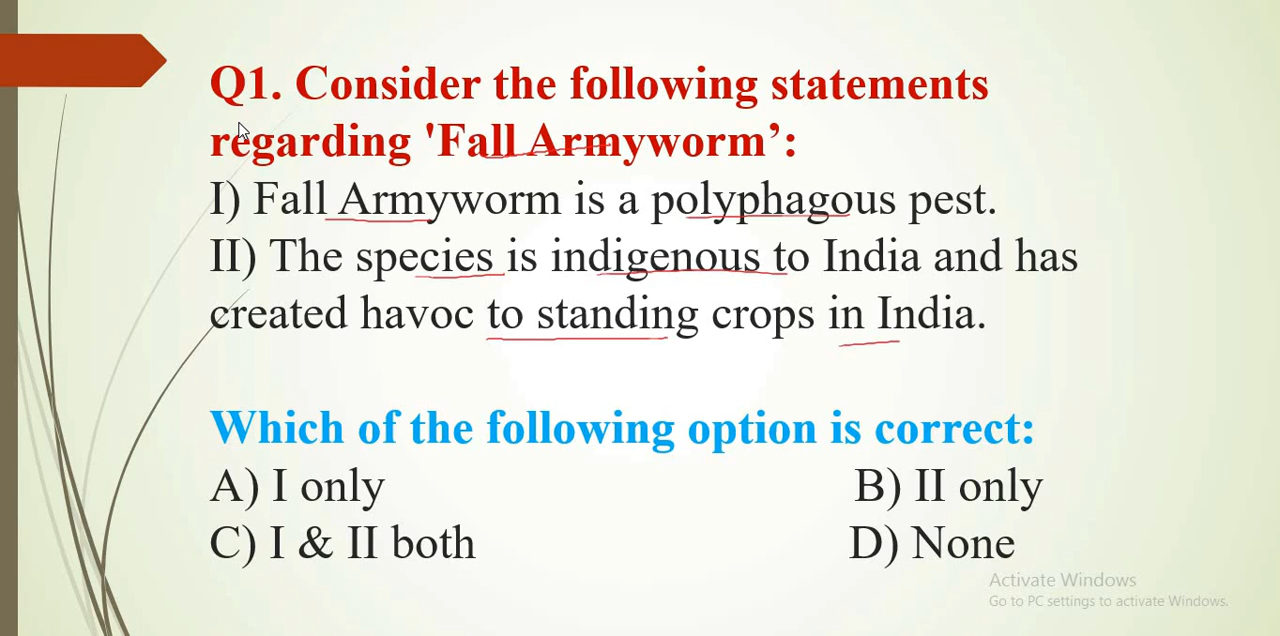 Q1. Consider the following statements
regarding 'Fall Armyworm’:
I) Fall Armyworm is a polyphagous pest.
II) The species is indigenous to India and has
created havoc to standing crops in India.
Which of the following option is correct:
A) I only B) II only
C) I & II both D) None
Activate Windows
Go to PC settings to activate Windows.